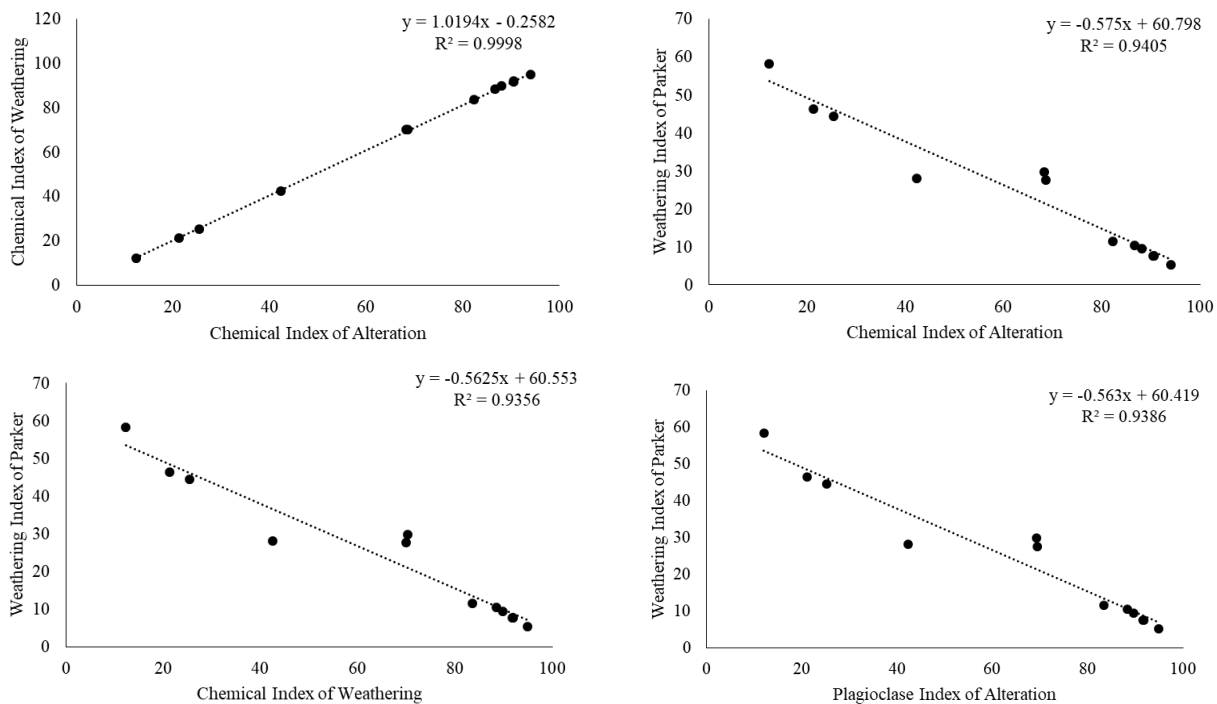 y = 1.0194x - 0.2582
R² = 0.9998
Chemical Index of Weathering
120
100
80
60
40
20
0
0 20 40 60 80 100
Chemical Index of Alteration
y = -0.575x + 60.798
R² = 0.9405
Weathering Index of Parker
70
60
50
40
30
20
10
0
0 20 40 60 80 100
Chemical Index of Alteration
y = -0.5625x + 60.553
R² = 0.9356
Weathering Index of Parker
70
60
50
40
30
20
10
0
0 20 40 60 80 100
Chemical Index of Weathering
y = -0.563x + 60.419
R² = 0.9386
Weathering Index of Parker
70
60
50
40
30
20
10
0
0 20 40 60 80 100
Plagioclase Index of Alteration